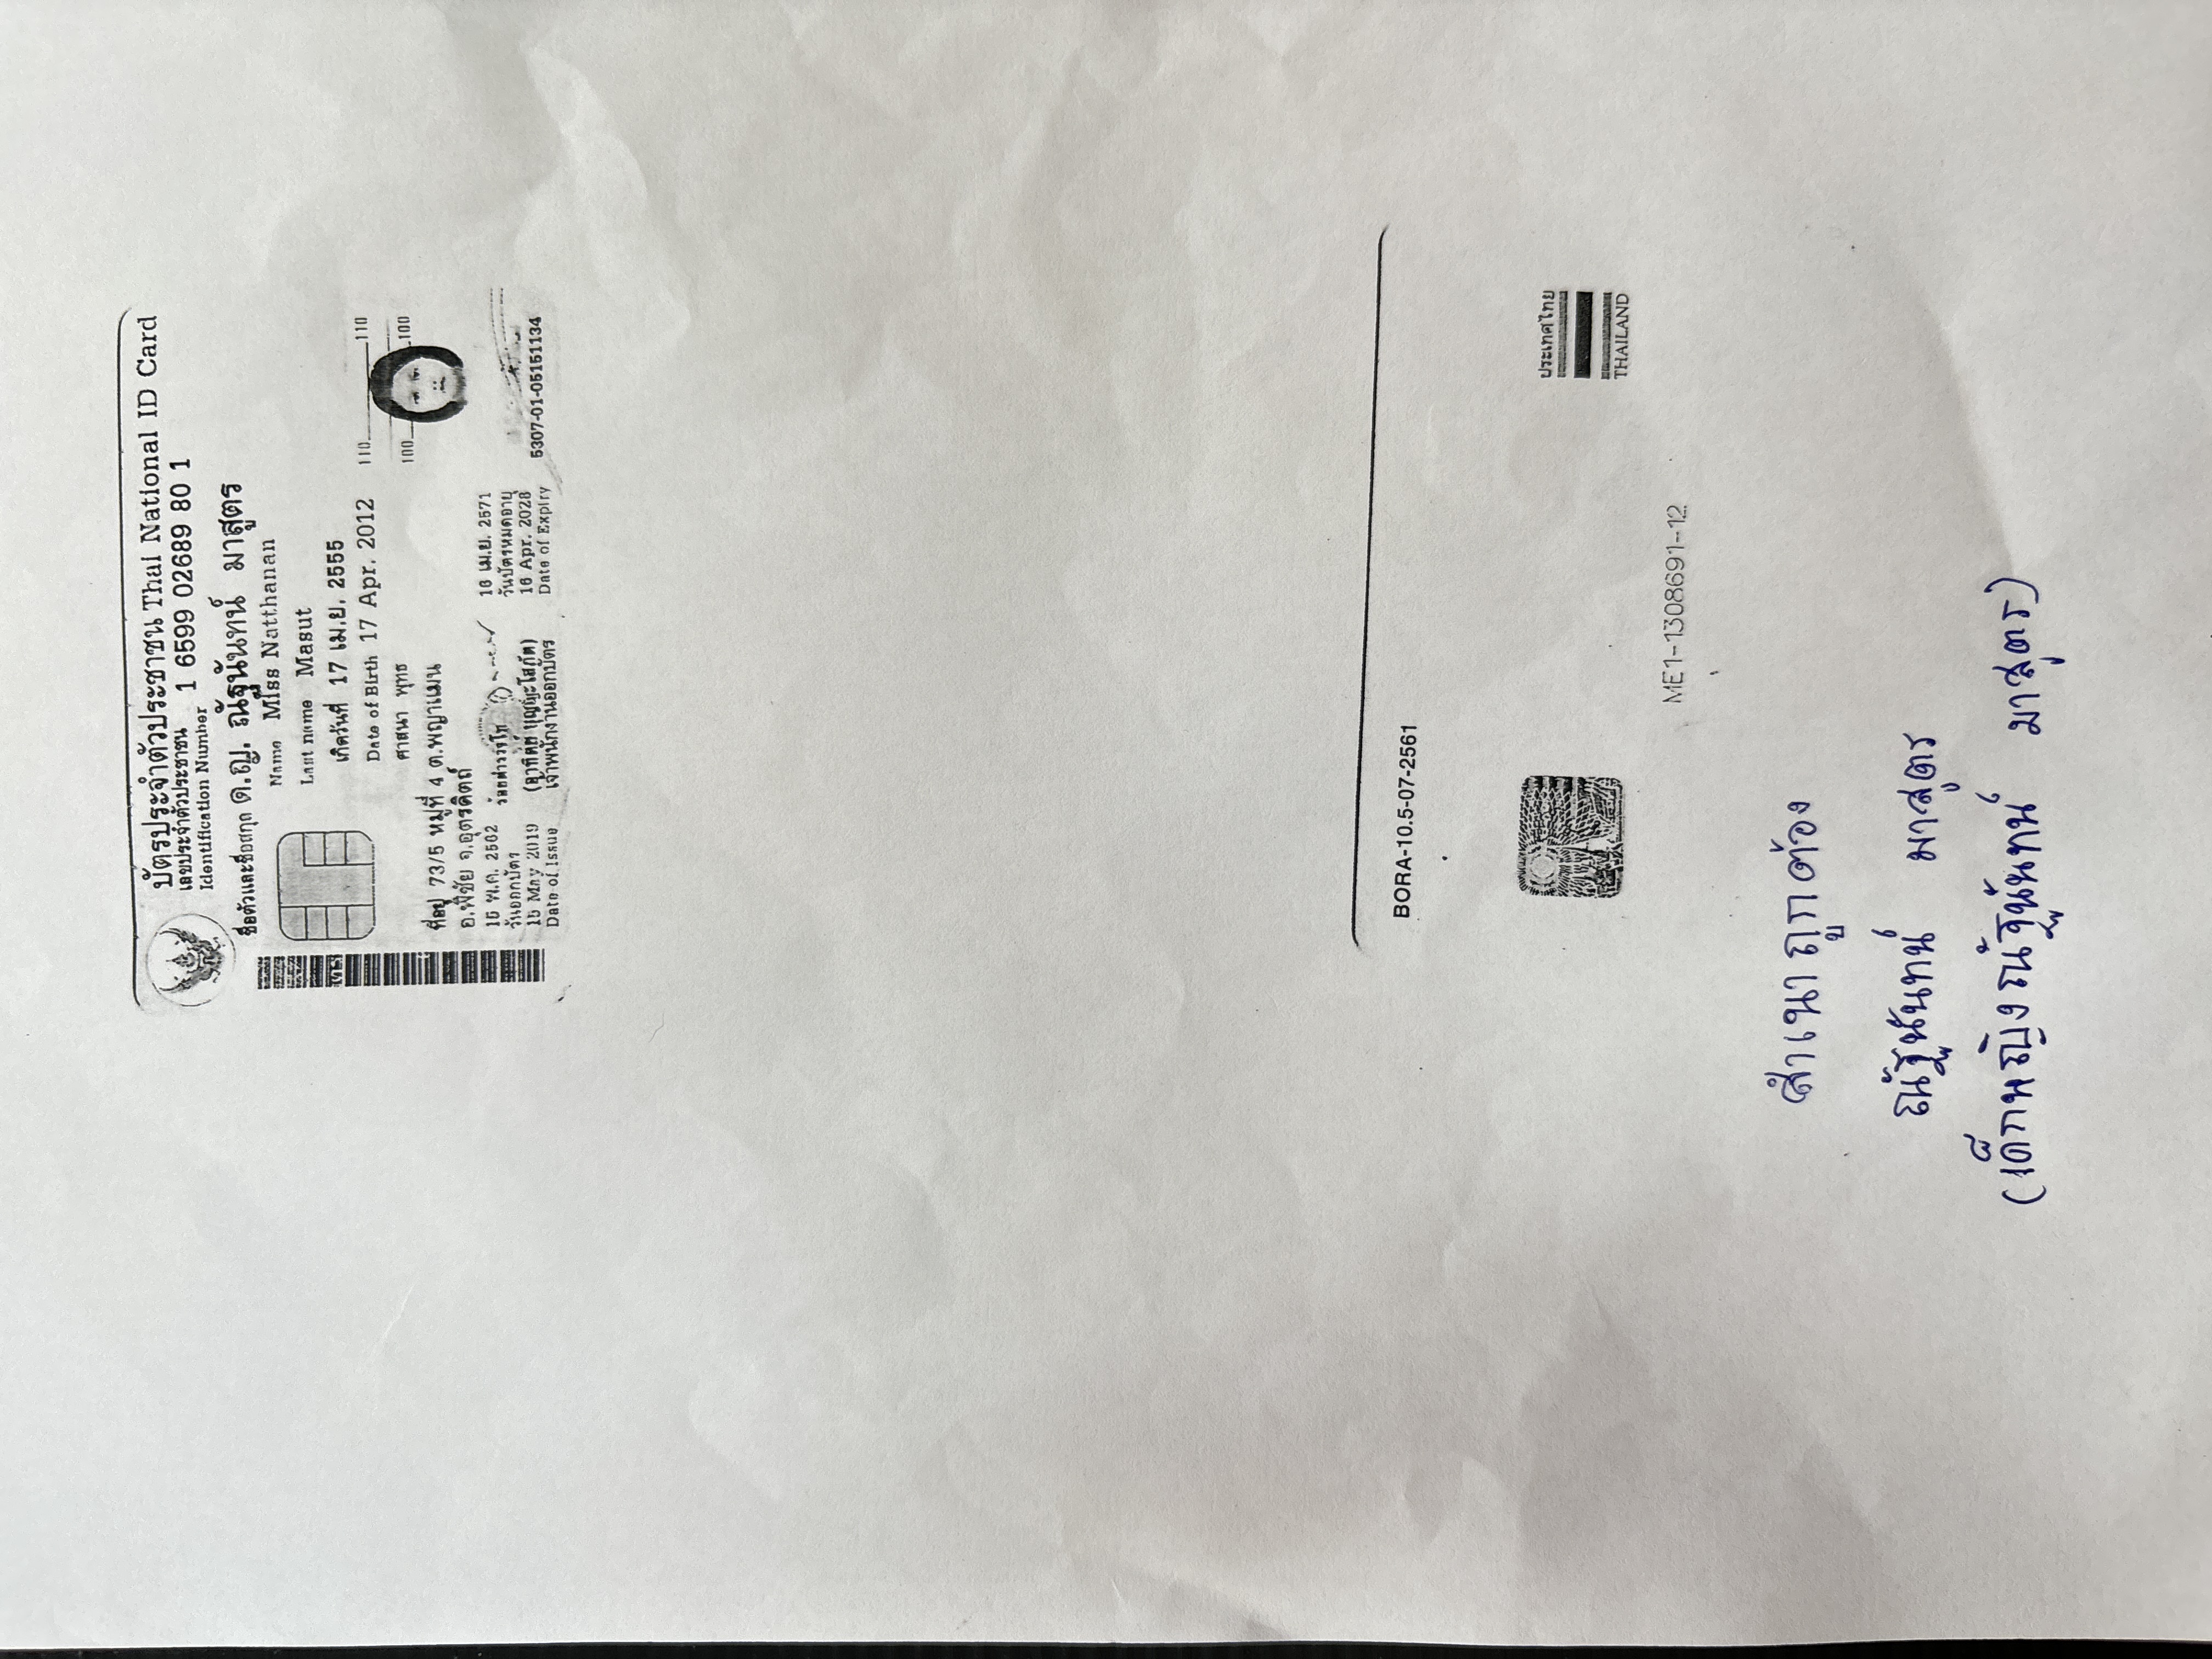 บัตรประจำตัวประชาชน Thai National ID Card
เลขประจำตัวประชาชน 1 6599 02689 80 1
Identification Number
ชื่อตัวและชื่อสกุล ด.ญ. ณัฐนันทน์ มาสูตร
Name Miss Natthanan
Last name Masut
เกิดวันที่ 17 เม.ย. 2555
Date of Birth 17 Apr. 2012
ศาสนา พุทธ
ที่อยู่ 73/5 หมู่ที่ 4 ต.พญาแมน
อ.พิชัย จ.อุตรดิตถ์
110 110
100 100
15 พ.ค. 2562
วันออกบัตร
15 May 2019
Date of Issue
เจ้าพนักงานออกบัตร
16 เม.ย. 2571
วันบัตรหมดอายุ
16 Apr. 2028
Date of Expiry
5307-01-05151134
BORA-10.5-07-2561
ประเทศไทย
THAILAND
ME1-1308691-12
สำเนาถูกต้อง
ณัฐนันทน์ มาสูตร
(เด็กหญิงณัฐนันทน์ มาสูตร)